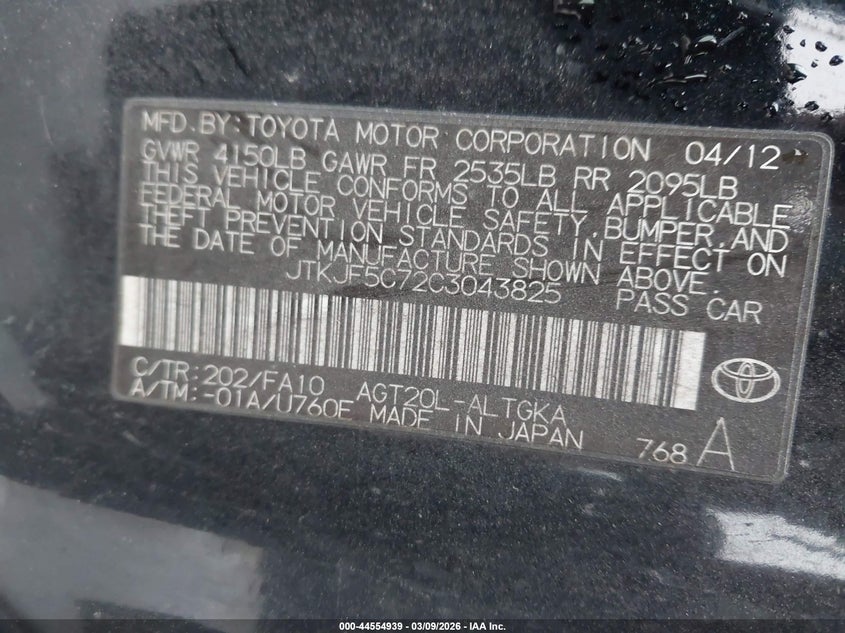 MFD.BY:TOYOTA MOTOR CORPORATION 04/12
GVWR 4150LB GAWR FR 2535LB RR 2095LB
THIS VEHICLE CONFORMS TO ALL APPLICABLE
FEDERAL MOTOR VEHICLE SAFETY,BUMPER,AND
THEFT PREVENTION STANDARDS IN EFFECT ON
THE DATE OF MANUFACTURE SHOWN ABOVE.
JTKJF5C72C3043825 PASS CAR
C/TR:202/FA10 AGT20L-ALTGKA
A/TM:-01A/U760E MADE IN JAPAN
768 A
000-44554939 | 03/09/2026 - IAA Inc.